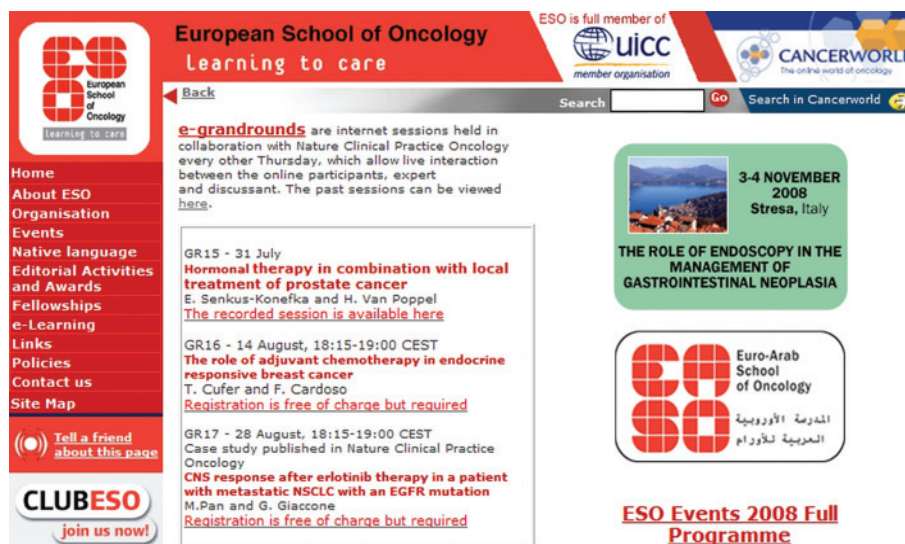 European
School
of
Oncology
learning to care
European School of Oncology
Learning to care
ESO is full member of
uicc
member organisation
CANCERWORLD
The online world of oncology
Back
Search
Go
Search in Cancerworld
Home
About ESO
Organisation
Events
Native language
Editorial Activities
and Awards
Fellowships
e-Learning
Links
Policies
Contact us
Site Map
Tell a friend
about this page
CLUBESO
join us now!
e-grandrounds are internet sessions held in
collaboration with Nature Clinical Practice Oncology
every other Thursday, which allow live interaction
between the online participants, expert
and discussant. The past sessions can be viewed
here.
GR15 - 31 July
Hormonal therapy in combination with local
treatment of prostate cancer
E. Senkus-Konefka and H. Van Poppel
The recorded session is available here
GR16 - 14 August, 18:15-19:00 CEST
The role of adjuvant chemotherapy in endocrine
responsive breast cancer
T. Cufer and F. Cardoso
Registration is free of charge but required
GR17 - 28 August, 18:15-19:00 CEST
Case study published in Nature Clinical Practice
Oncology
CNS response after erlotinib therapy in a patient
with metastatic NSCLC with an EGFR mutation
M.Pan and G. Giaccone
Registration is free of charge but required
3-4 NOVEMBER
2008
Stresa, Italy
THE ROLE OF ENDOSCOPY IN THE
MANAGEMENT OF
GASTROINTESTINAL NEOPLASIA
Euro-Arab
School
of Oncology
المدرسة الأوروبية
العربية للأورام
ESO Events 2008 Full
Programme